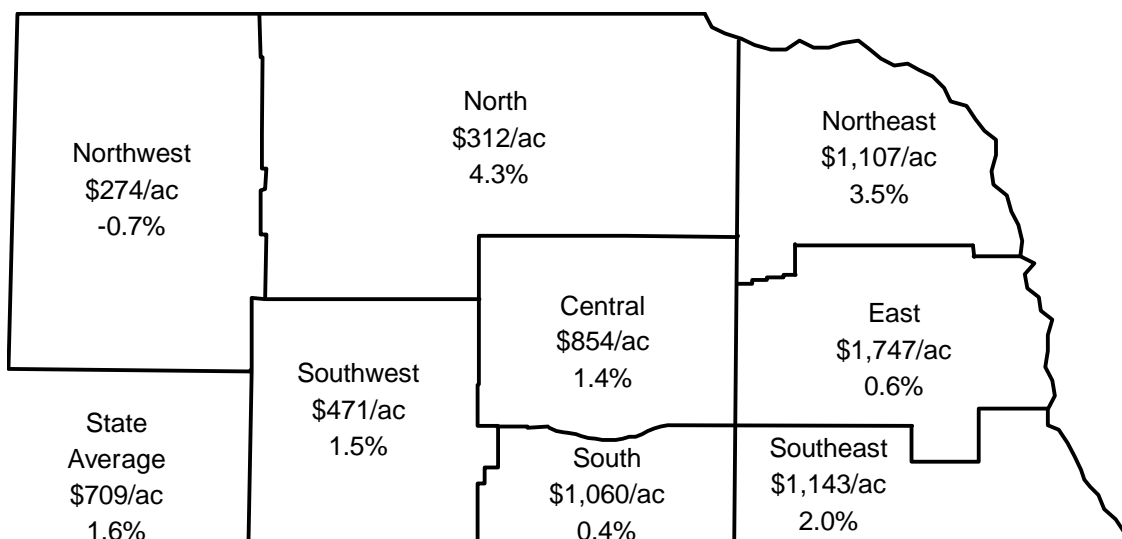 North
$312/ac
4.3%
Northeast
$1,107/ac
3.5%
Northwest
$274/ac
-0.7%
Central
$854/ac
1.4%
East
$1,747/ac
0.6%
Southwest
$471/ac
1.5%
State
Average
$709/ac
1.6%
South
$1,060/ac
0.4%
Southeast
$1,143/ac
2.0%